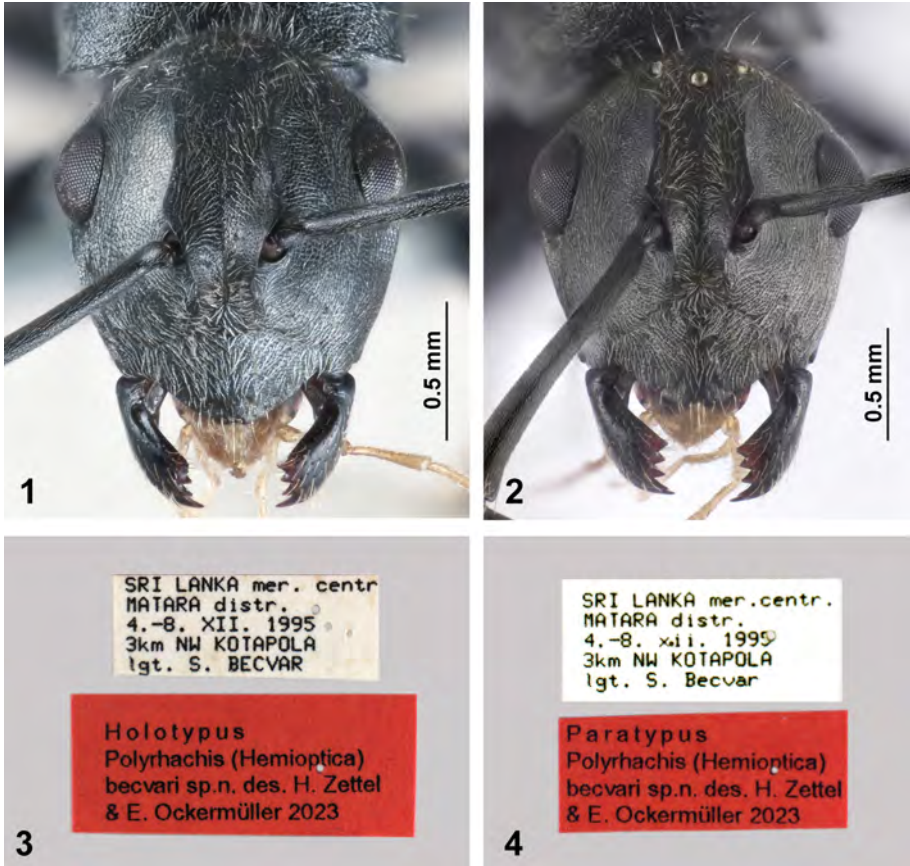 1
0.5 mm
2
0.5 mm
SRI LANKA mer. centr
MATARA distr.
4.-8. XII. 1995
3km NW KOTAPOLA
lgt. S. BECVAR
Holotypus
Polyrhachis (Hemioptica)
becvari sp.n. des. H. Zettel
& E. Ockermüller 2023
3
SRI LANKA mer.centr.
MATARA distr.
4.-8. xii. 1995
3km NW KOTAPOLA
lgt. S. Becvar
Paratypus
Polyrhachis (Hemioptica)
becvari sp.n. des. H. Zettel
& E. Ockermüller 2023
4